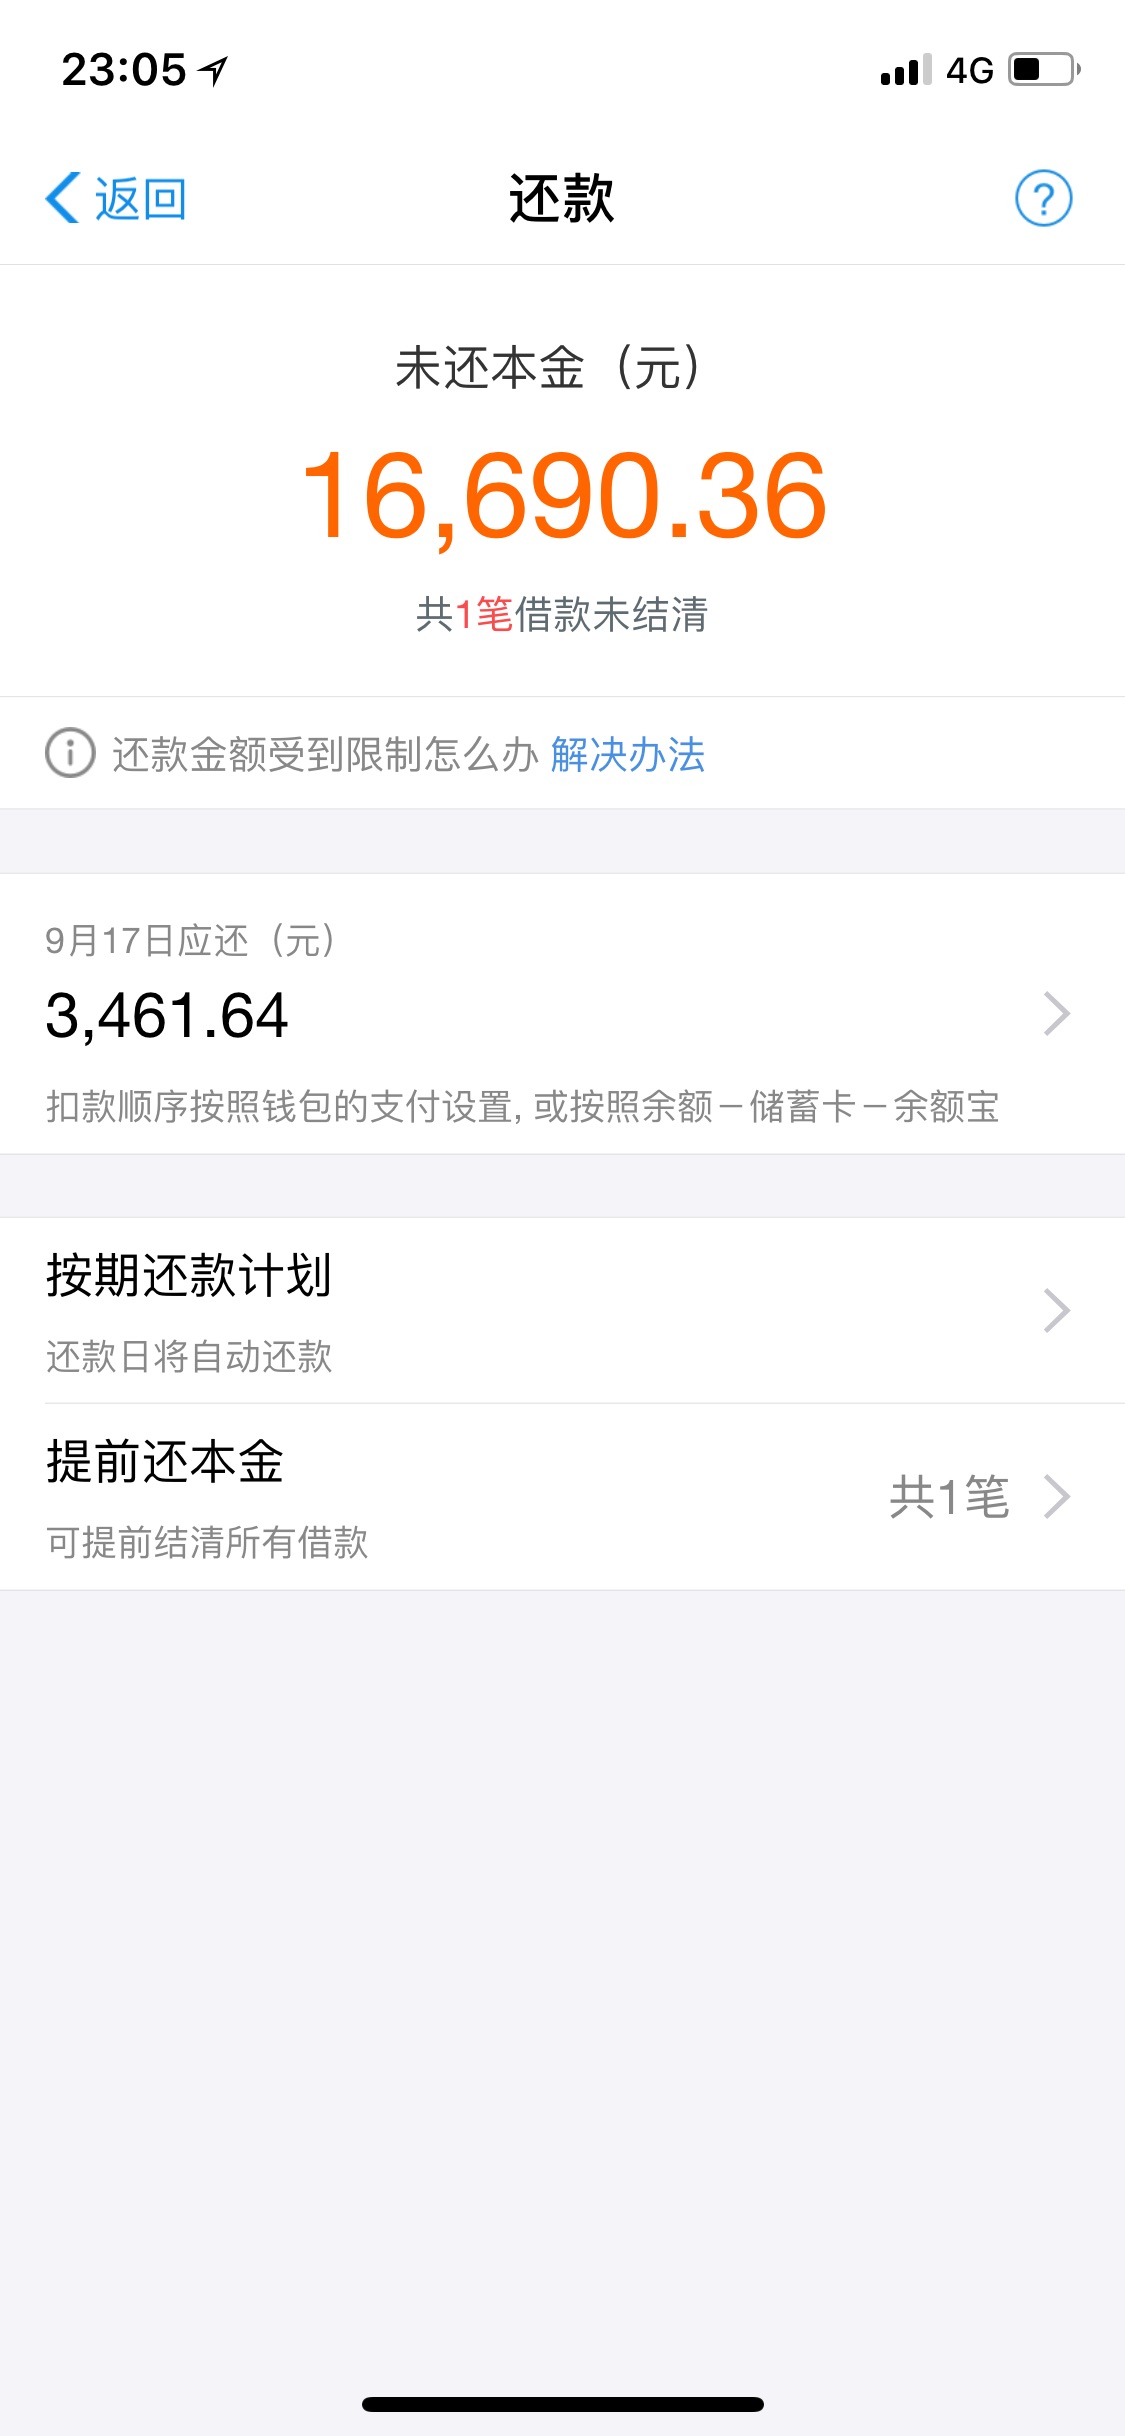 23:05 4G
返回 还款 ?
未还本金（元）
16,690.36
共1笔借款未结清
还款金额受到限制怎么办 解决办法
9月17日应还（元）
3,461.64
扣款顺序按照钱包的支付设置, 或按照余额－储蓄卡－余额宝
按期还款计划
还款日将自动还款
提前还本金
共1笔
可提前结清所有借款